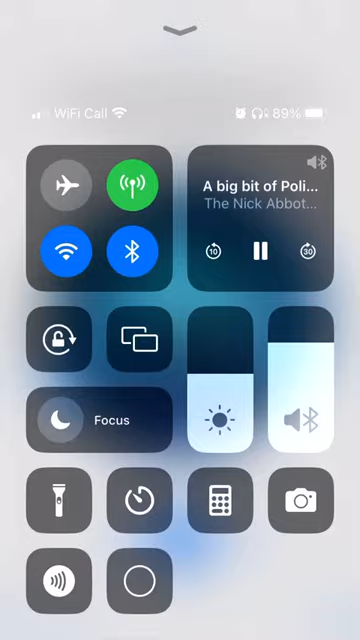 WiFi Call
89%
A big bit of Poli...
The Nick Abbot...
10
30
Focus